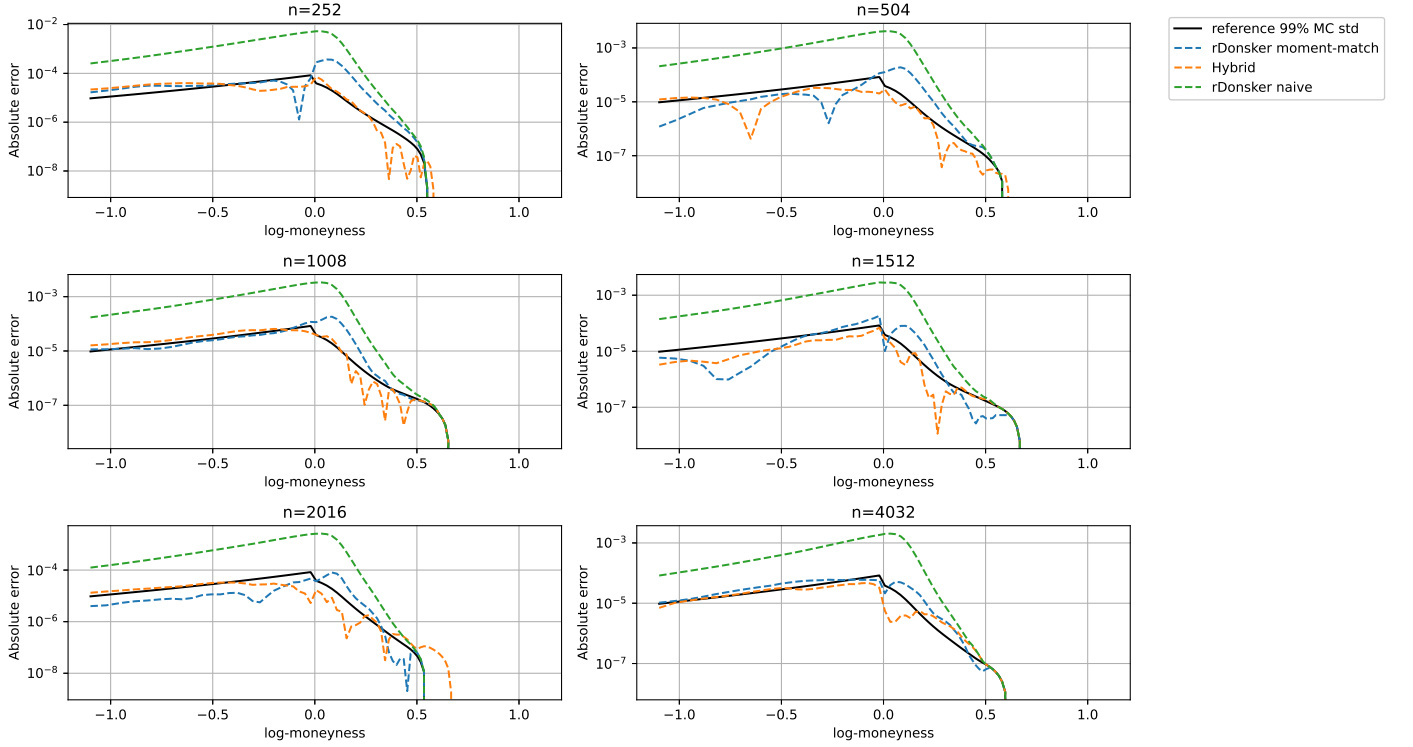 n=252
n=504
reference 99% MC std
rDonsker moment-match
Hybrid
rDonsker naive
Absolute error
10⁻²
10⁻⁴
10⁻⁶
10⁻⁸
−1.0 −0.5 0.0 0.5 1.0
log-moneyness
Absolute error
10⁻³
10⁻⁵
10⁻⁷
−1.0 −0.5 0.0 0.5 1.0
log-moneyness
n=1008
Absolute error
10⁻³
10⁻⁵
10⁻⁷
−1.0 −0.5 0.0 0.5 1.0
log-moneyness
n=1512
Absolute error
10⁻³
10⁻⁵
10⁻⁷
−1.0 −0.5 0.0 0.5 1.0
log-moneyness
n=2016
Absolute error
10⁻⁴
10⁻⁶
10⁻⁸
−1.0 −0.5 0.0 0.5 1.0
log-moneyness
n=4032
Absolute error
10⁻³
10⁻⁵
10⁻⁷
−1.0 −0.5 0.0 0.5 1.0
log-moneyness